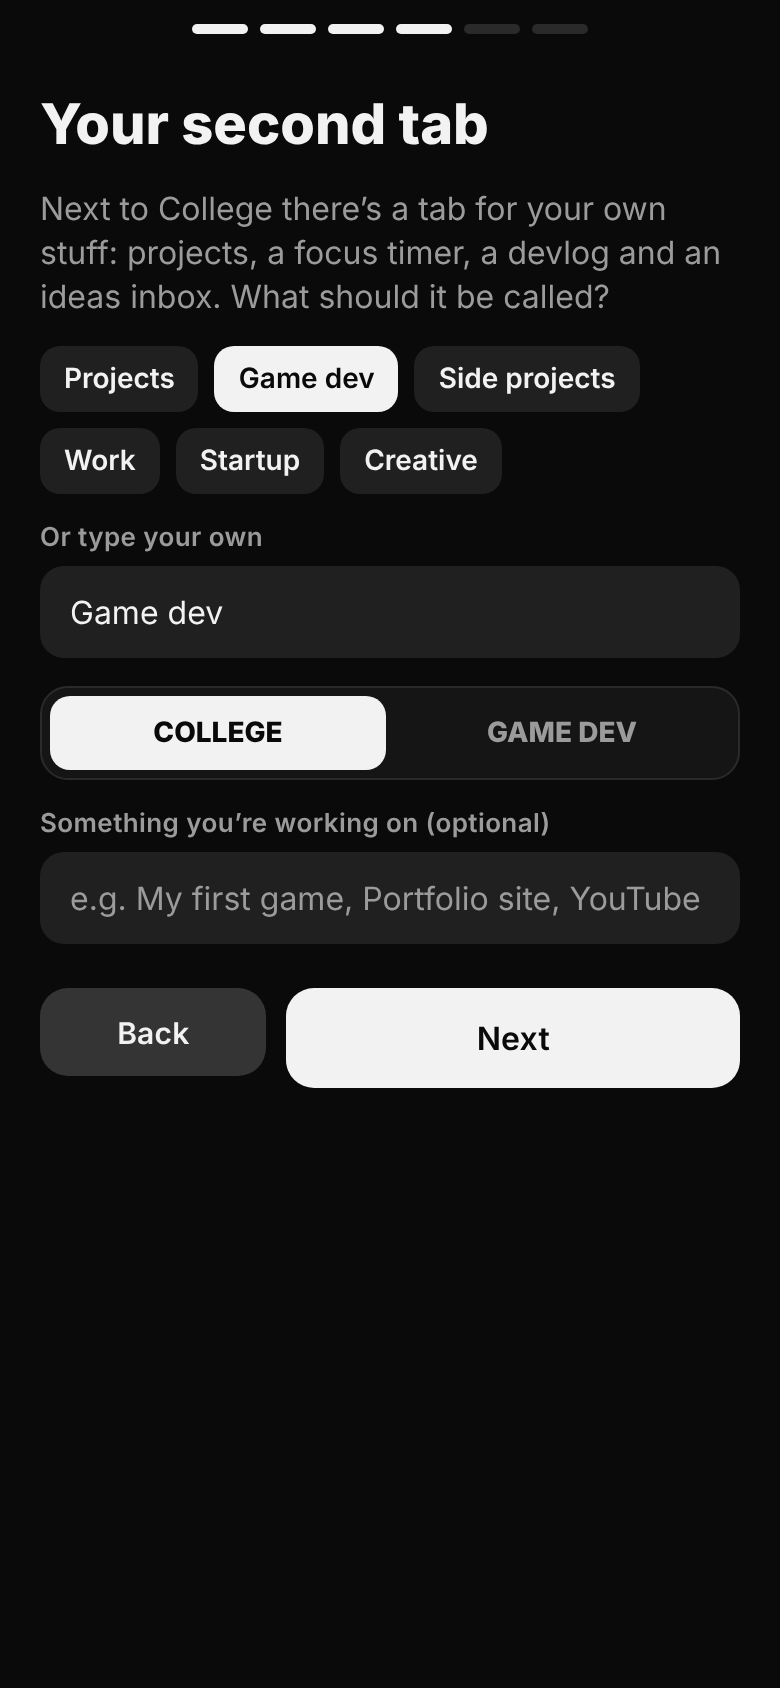 Your second tab
Next to College there’s a tab for your own
stuff: projects, a focus timer, a devlog and an
ideas inbox. What should it be called?
Projects
Game dev
Side projects
Work
Startup
Creative
Or type your own
Game dev
COLLEGE
GAME DEV
Something you’re working on (optional)
e.g. My first game, Portfolio site, YouTube
Back
Next